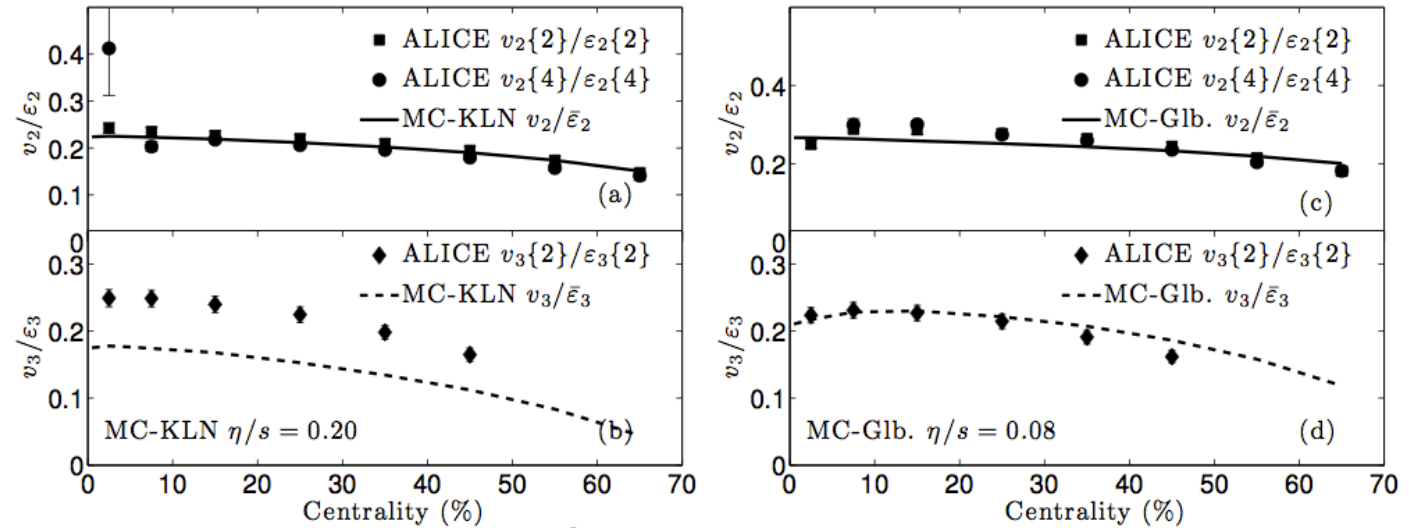 0.4
0.3
0.2
0.1
0
v₂/ε₂
ALICE v₂{2}/ε₂{2}
ALICE v₂{4}/ε₂{4}
MC-KLN v₂/ε̄₂
(a)
0.3
0.2
0.1
0
v₃/ε₃
ALICE v₃{2}/ε₃{2}
MC-KLN v₃/ε̄₃
MC-KLN η/s = 0.20
(b)
0 10 20 30 40 50 60 70
Centrality (%)
0.4
0.2
0
v₂/ε₂
ALICE v₂{2}/ε₂{2}
ALICE v₂{4}/ε₂{4}
MC-Glb. v₂/ε̄₂
(c)
0.3
0.2
0.1
0
v₃/ε₃
ALICE v₃{2}/ε₃{2}
MC-Glb. v₃/ε̄₃
MC-Glb. η/s = 0.08
(d)
0 10 20 30 40 50 60 70
Centrality (%)